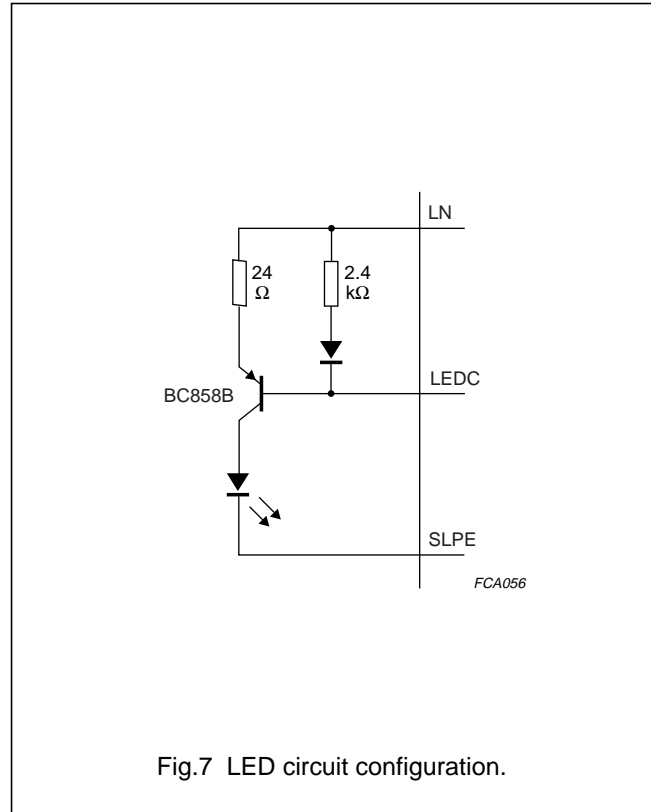 LN
24
Ω
2.4
kΩ
BC858B
LEDC
SLPE
FCA056
Fig.7 LED circuit configuration.